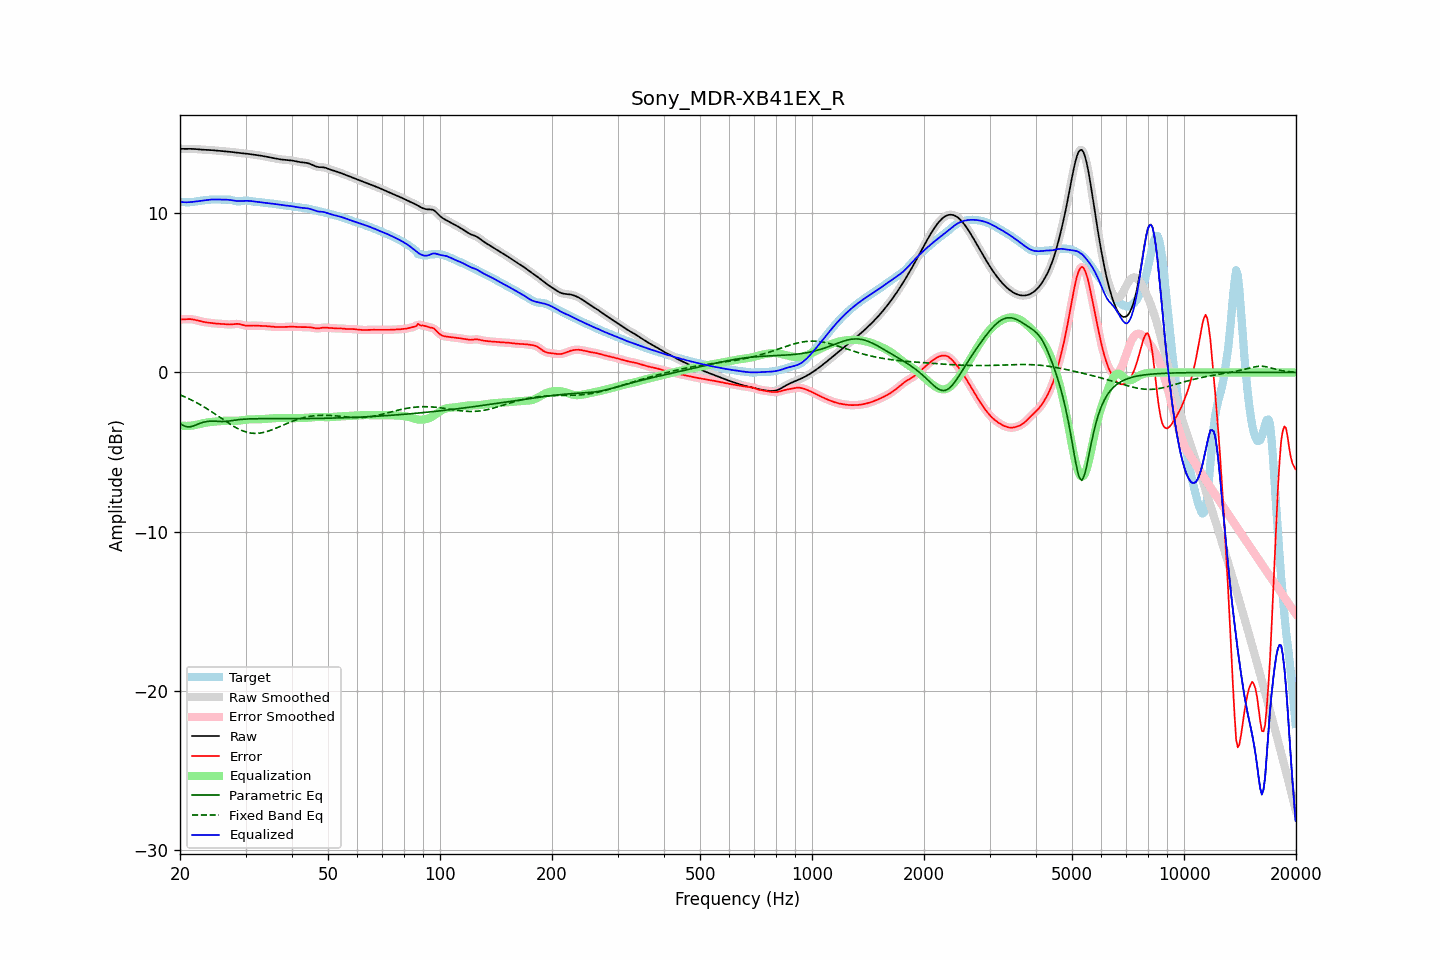 Sony_MDR-XB41EX_R
Amplitude (dBr)
10
0
−10
−20
−30
Target
Raw Smoothed
Error Smoothed
Raw
Error
Equalization
Parametric Eq
Fixed Band Eq
Equalized
20 50 100 200 500 1000 2000 5000 10000 20000
Frequency (Hz)